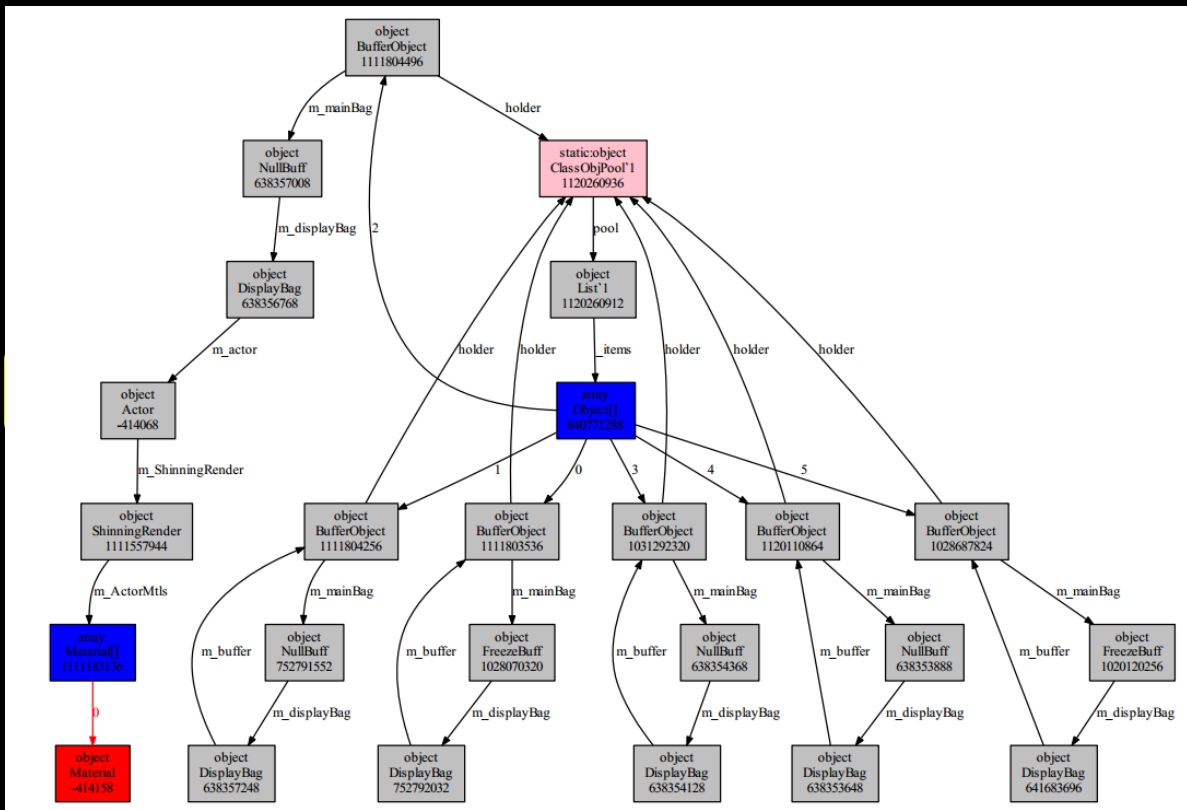 object
BufferObject
1111804496
m_mainBag
holder
object
NullBuff
638357008
static:object
ClassObjPool`1
1120260936
m_displayBag
2
pool
object
DisplayBag
638356768
object
List`1
1120260912
m_actor
holder
holder
_items
holder
holder
holder
object
Actor
-414068
array
Object[]
840771288
m_ShinningRender
1
0
3
4
5
object
ShinningRender
1111557944
object
BufferObject
1111804256
object
BufferObject
1111803536
object
BufferObject
1031292320
object
BufferObject
1120110864
object
BufferObject
1028687824
m_ActorMtls
m_mainBag
m_mainBag
m_mainBag
m_mainBag
m_mainBag
array
Material[]
1111183136
m_buffer
object
NullBuff
752791552
m_buffer
object
FreezeBuff
1028070320
m_buffer
object
NullBuff
638354368
m_buffer
object
NullBuff
638353888
m_buffer
object
FreezeBuff
1020120256
0
m_displayBag
m_displayBag
m_displayBag
m_displayBag
m_displayBag
object
Material
-414158
object
DisplayBag
638357248
object
DisplayBag
752792032
object
DisplayBag
638354128
object
DisplayBag
638353648
object
DisplayBag
641683696